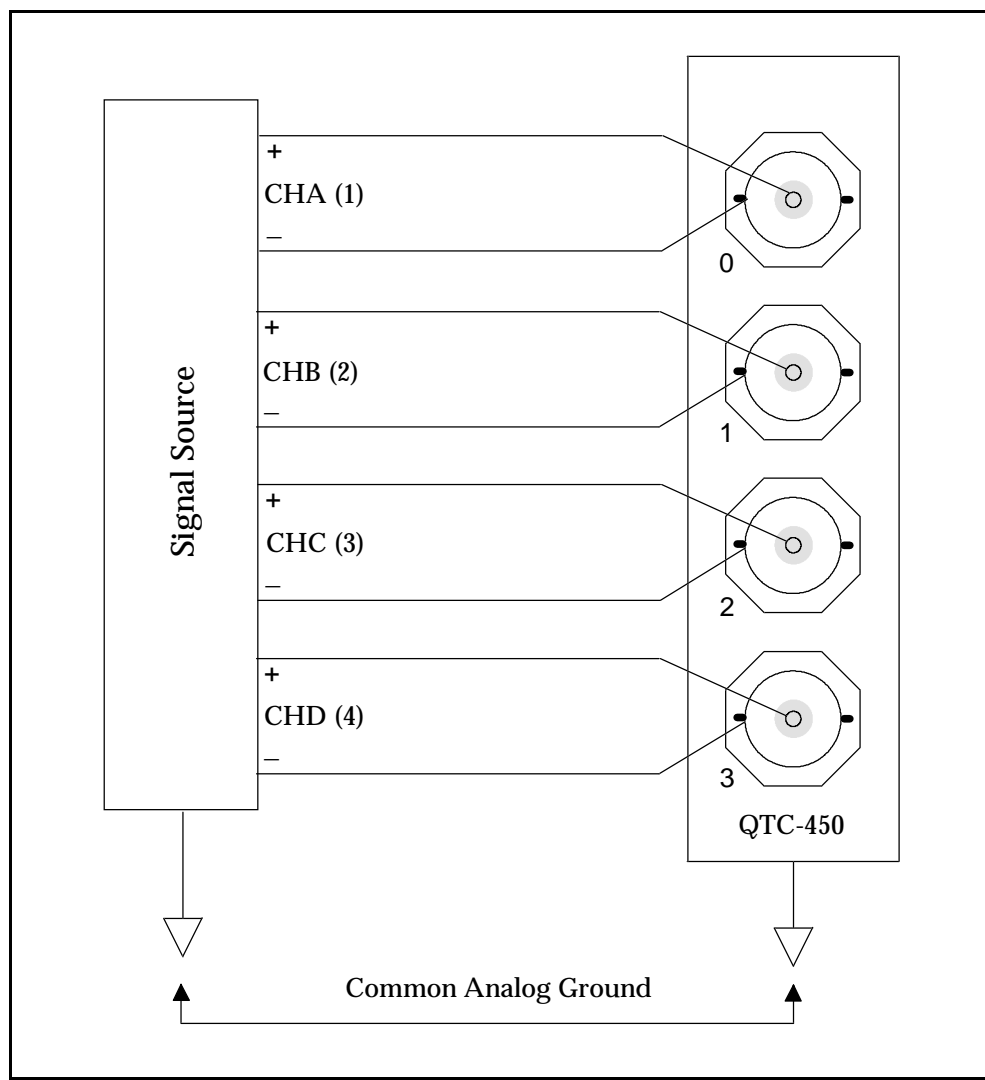 Signal Source
+
CHA (1)
–
0
+
CHB (2)
–
1
+
CHC (3)
–
2
+
CHD (4)
–
3
QTC-450
Common Analog Ground